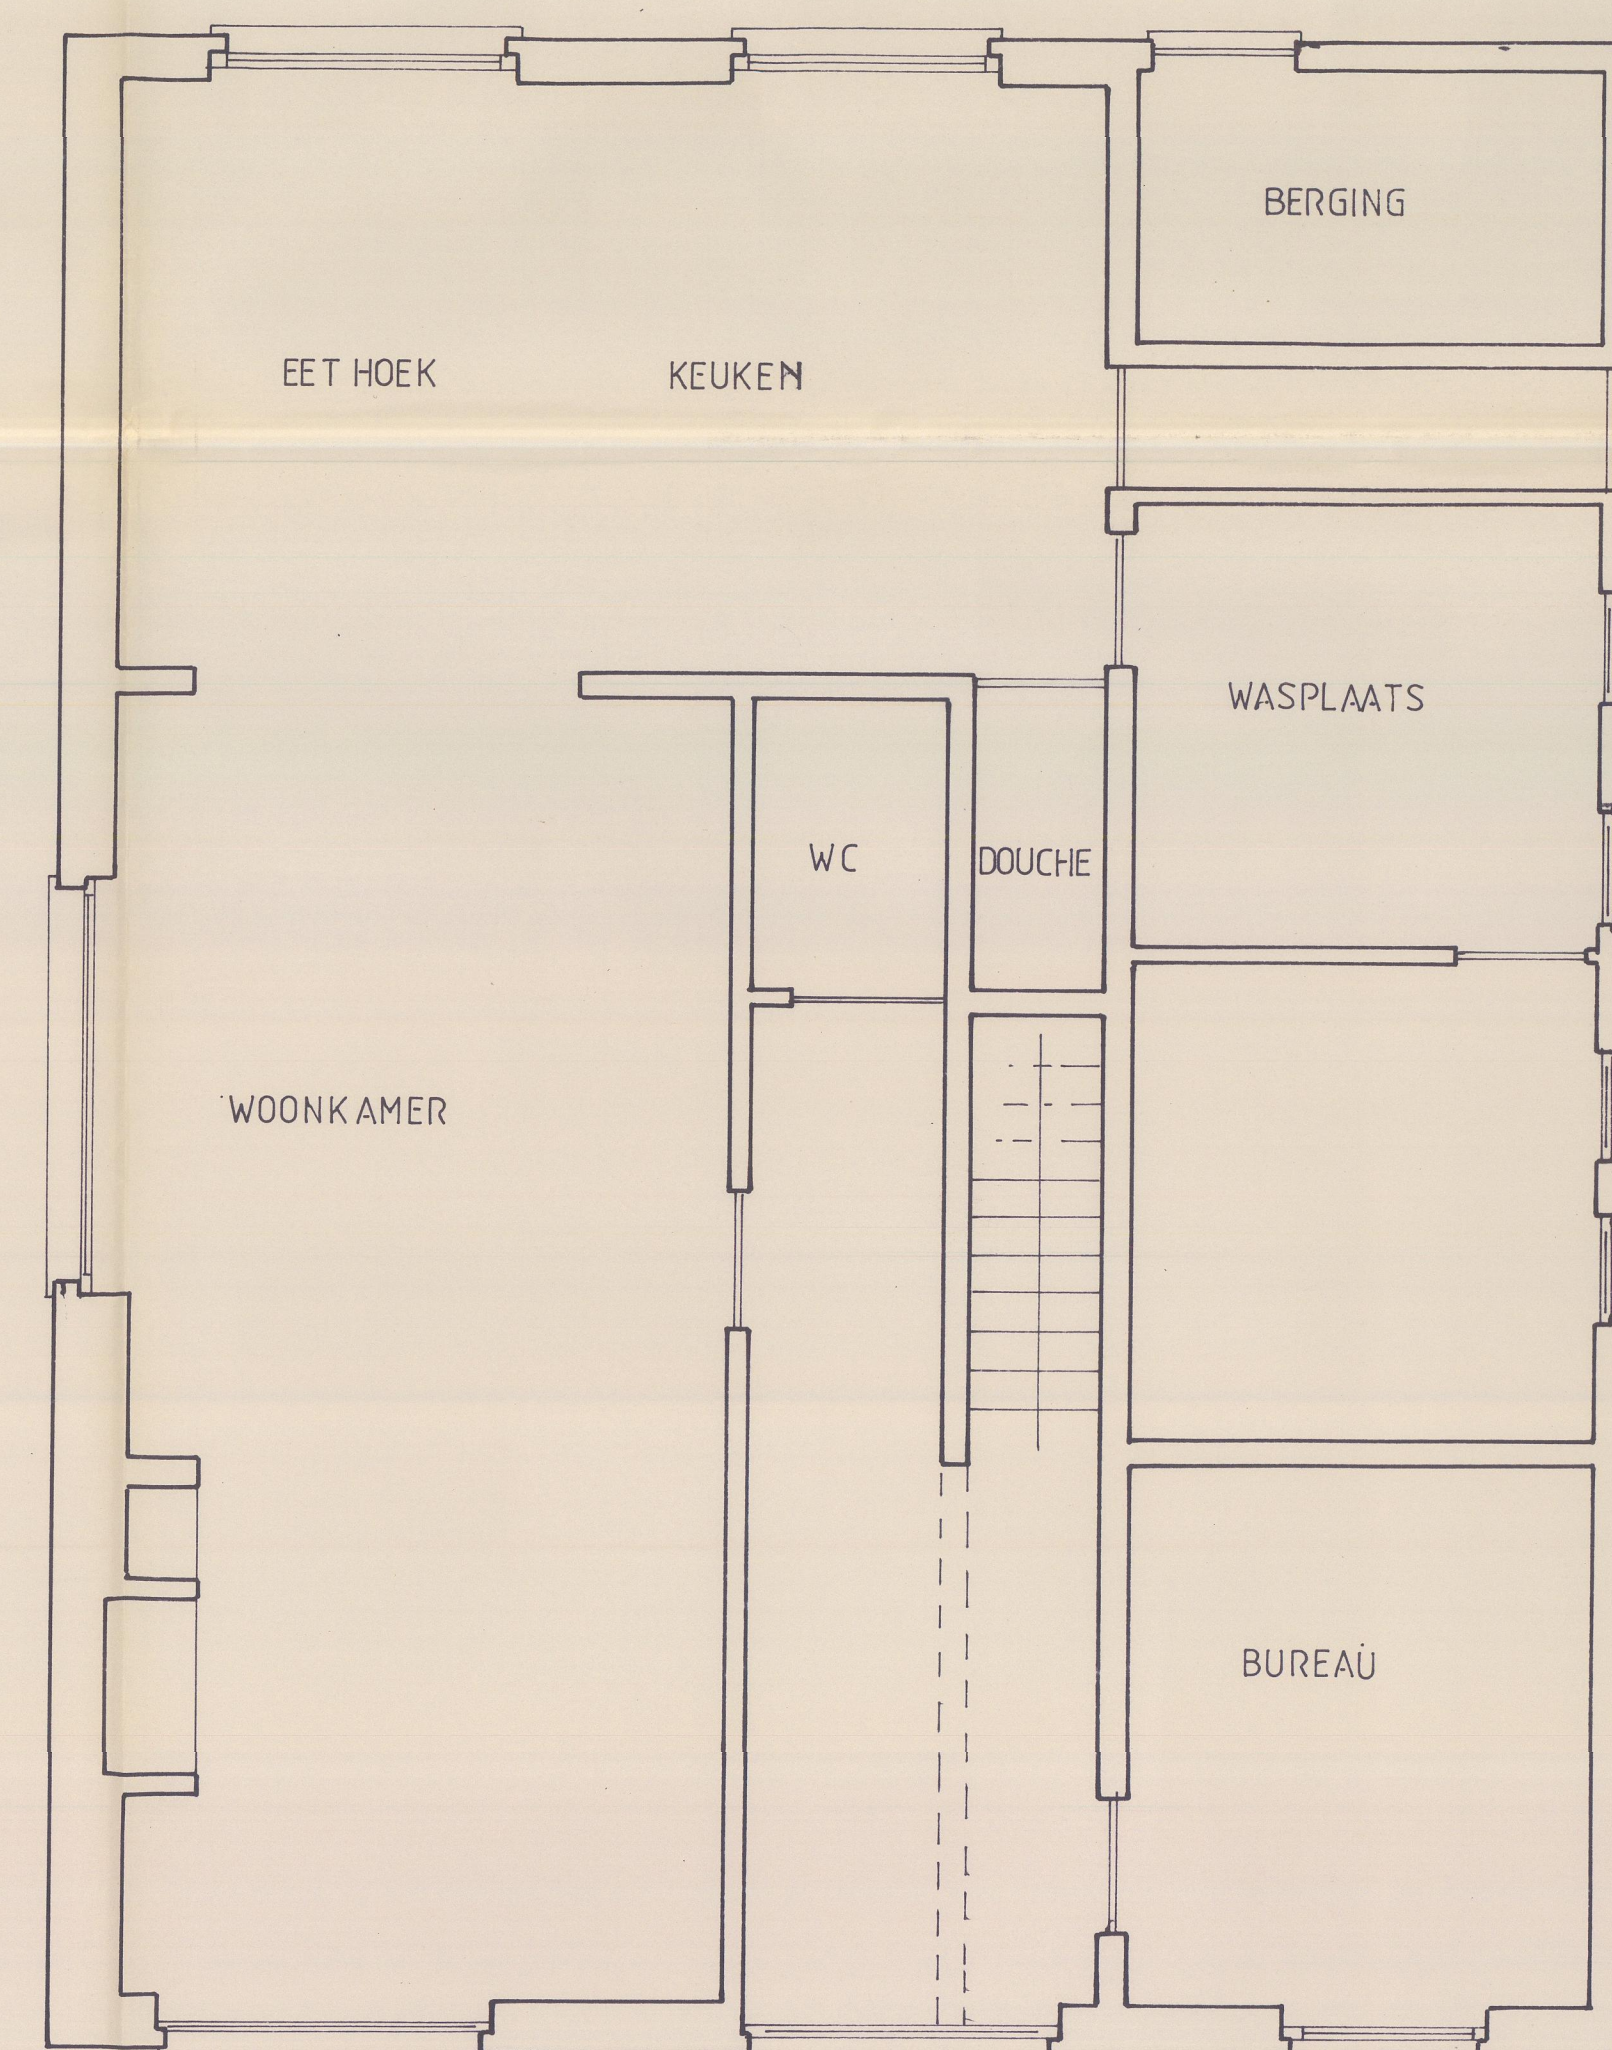 BERGING
EET HOEK
KEUKEN
WASPLAATS
WC
DOUCHE
WOONKAMER
BUREAU